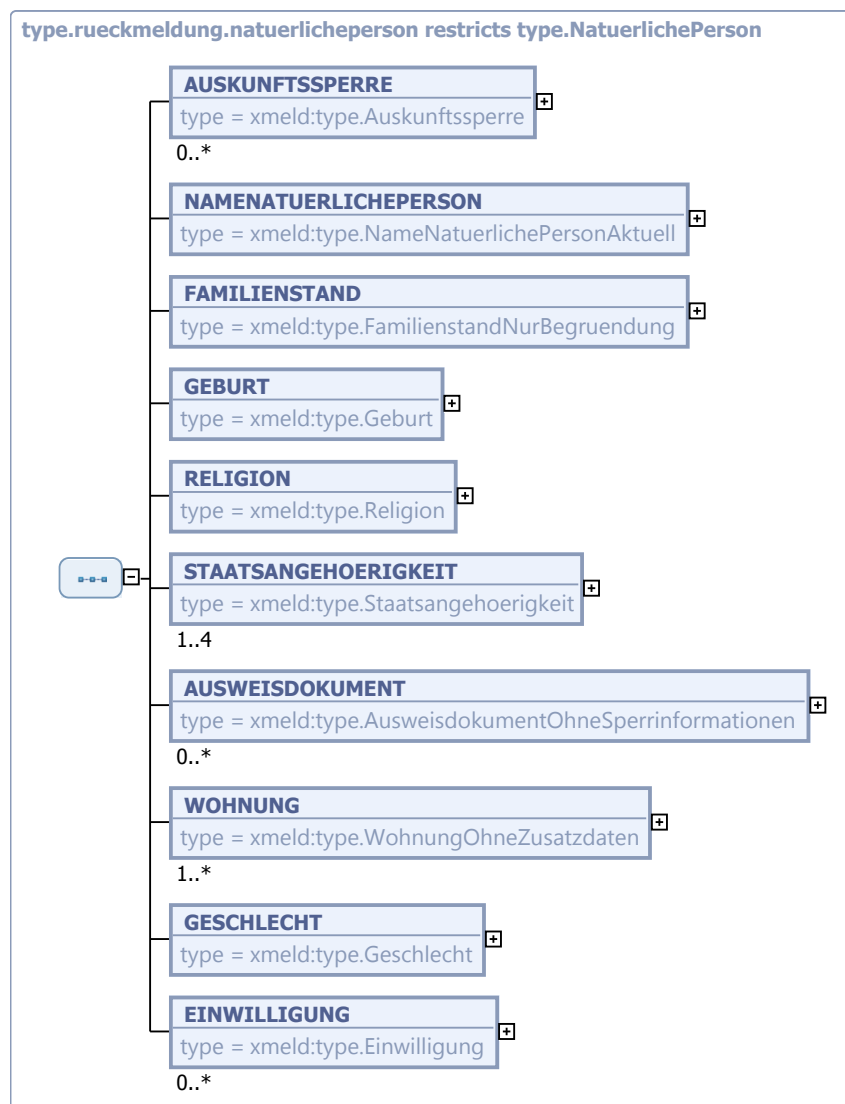 type.rueckmeldung.natuerlicheperson restricts type.NatuerlichePerson
AUSKUNFTSSPERRE
type = xmeld:type.Auskunftssperre
0..*
NAMENATUERLICHEPERSON
type = xmeld:type.NameNatuerlichePersonAktuell
FAMILIENSTAND
type = xmeld:type.FamilienstandNurBegruendung
GEBURT
type = xmeld:type.Geburt
RELIGION
type = xmeld:type.Religion
STAATSANGEHOERIGKEIT
type = xmeld:type.Staatsangehoerigkeit
1..4
AUSWEISDOKUMENT
type = xmeld:type.AusweisdokumentOhneSperrinformationen
0..*
WOHNUNG
type = xmeld:type.WohnungOhneZusatzdaten
1..*
GESCHLECHT
type = xmeld:type.Geschlecht
EINWILLIGUNG
type = xmeld:type.Einwilligung
0..*